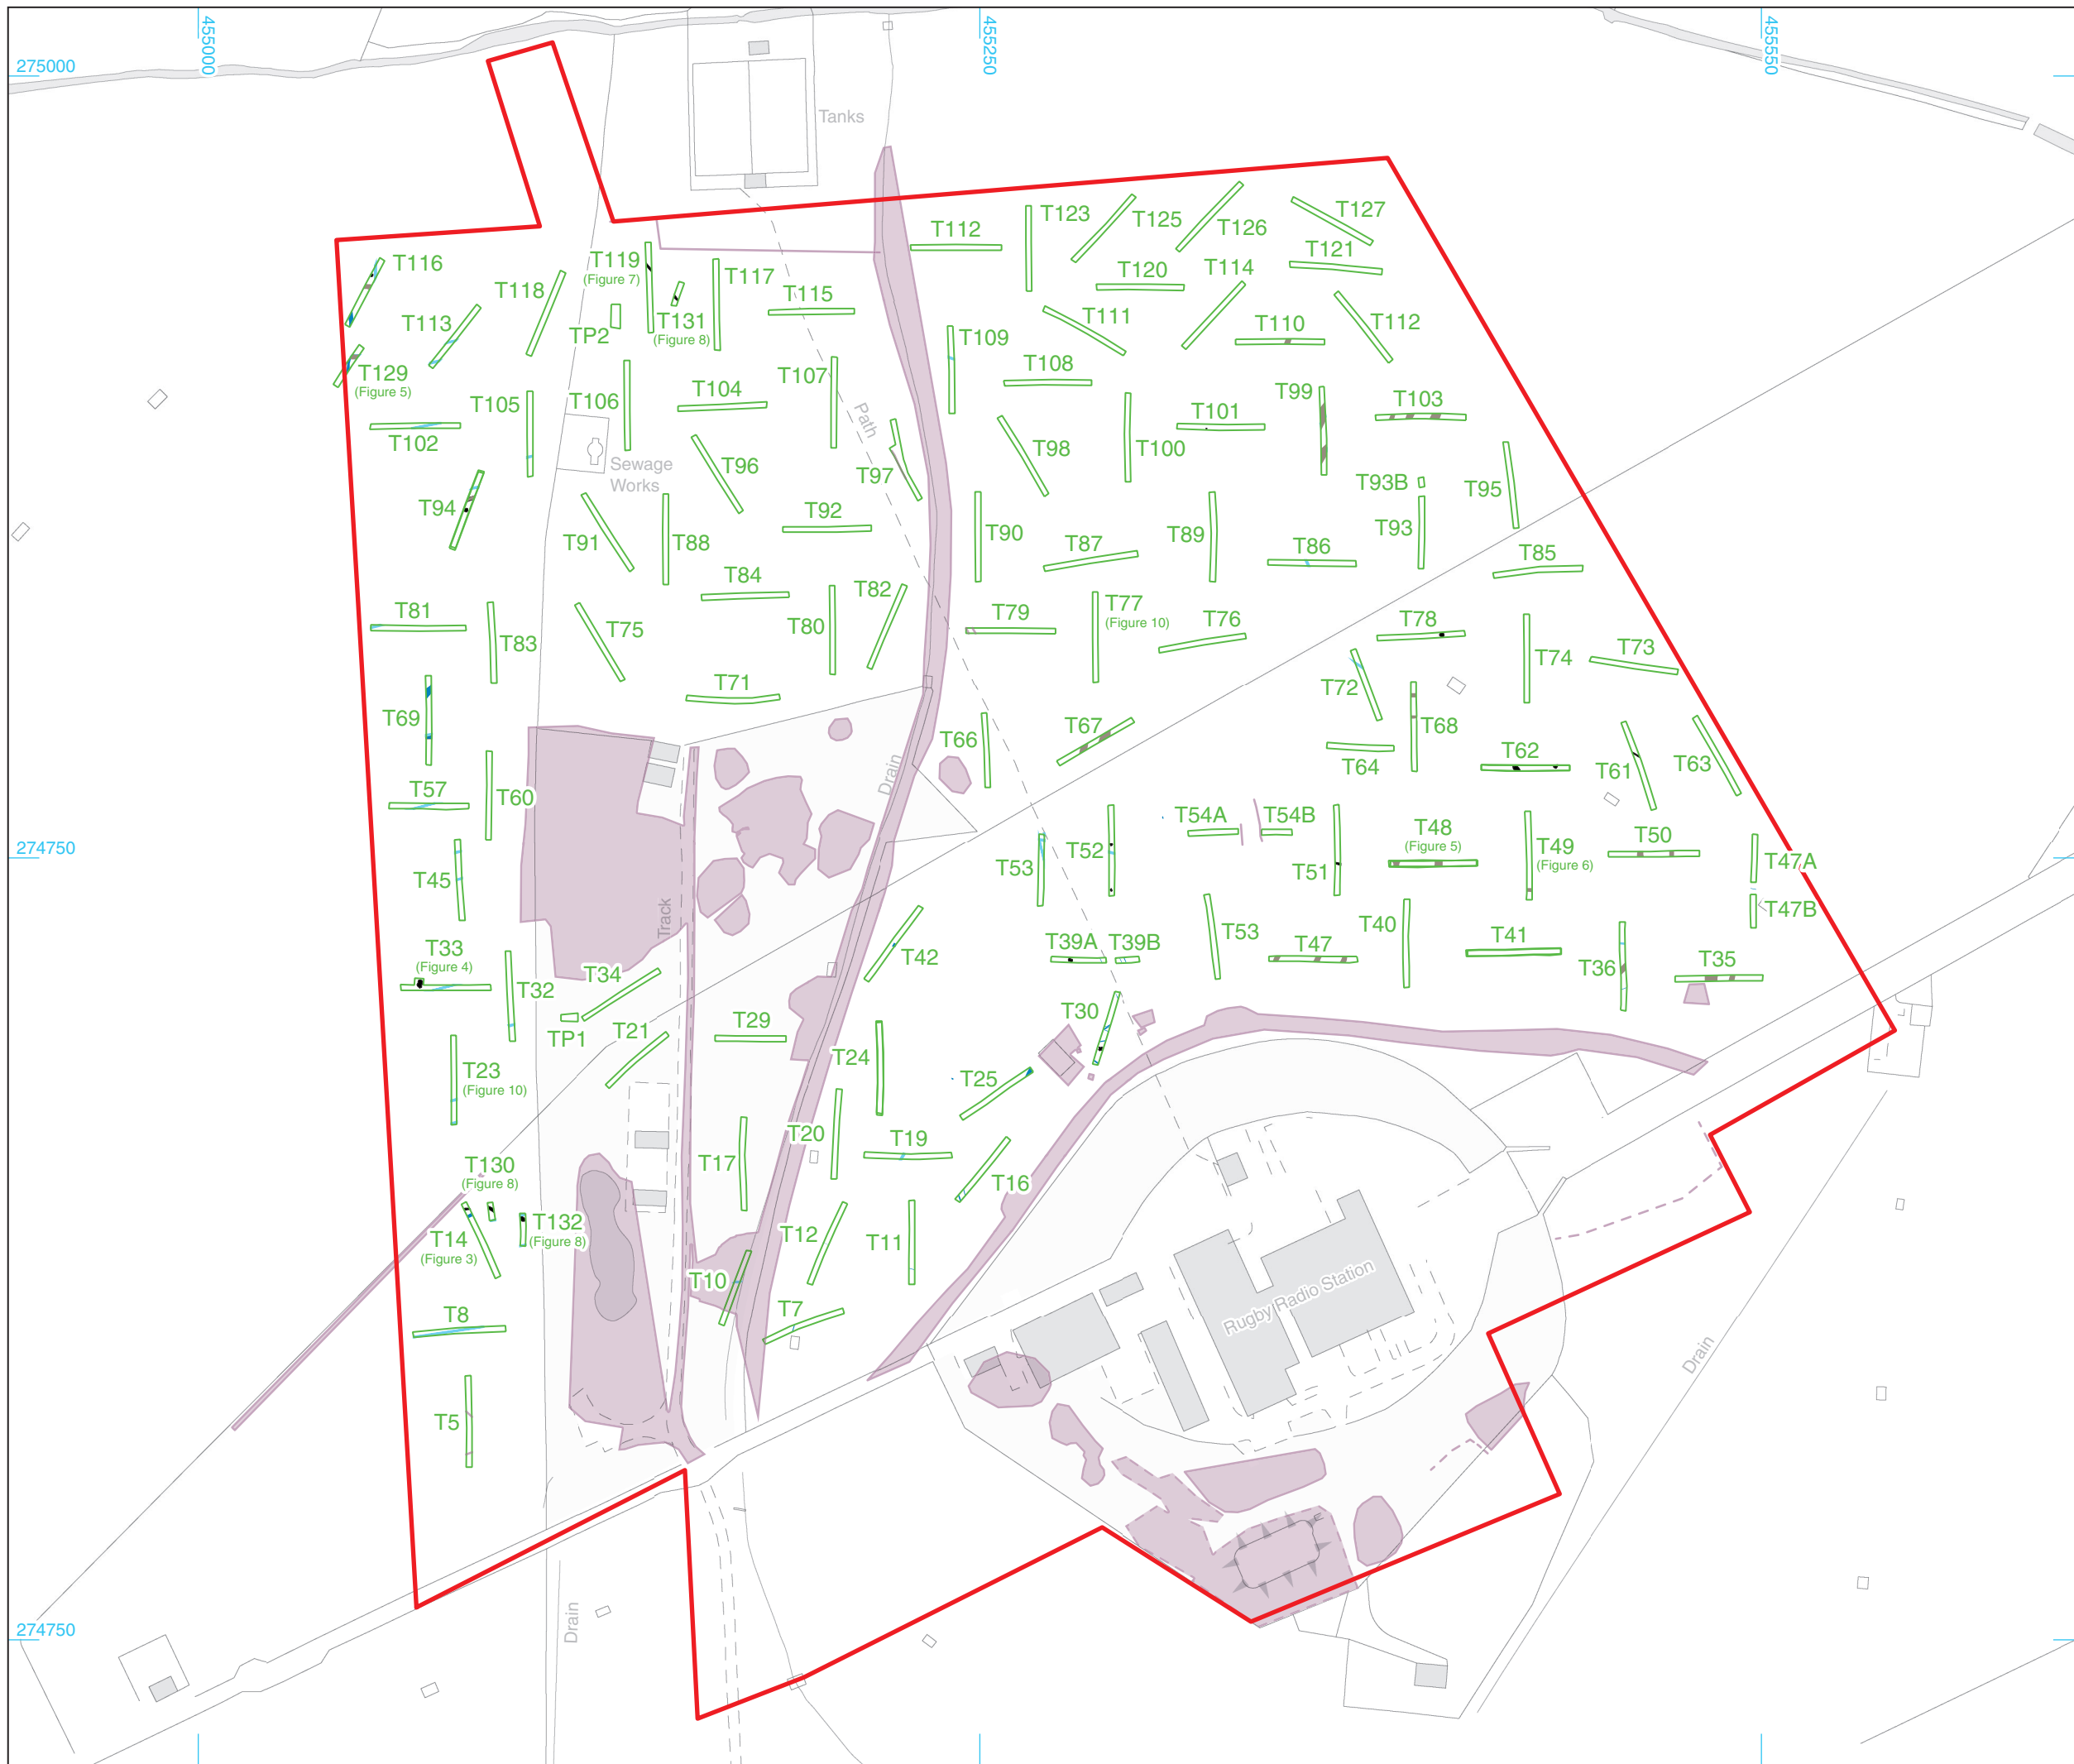 455000
455250
455550
275000
Tanks
T123
T125
T126
T127
T112
T121
T119
(Figure 7)
T116
T118
T117
T120
T114
T115
T113
TP2
T131
(Figure 8)
T111
T110
T112
T109
T129
(Figure 5)
T107
T108
T105
T106
T104
T99
T103
Path
T101
T102
Sewage
Works
T96
T98
T100
T97
T93B
T95
T94
T91
T88
T92
T90
T87
T89
T86
T93
T85
T84
T82
T81
T83
T75
T80
T79
T77
(Figure 10)
T76
T78
T74
T73
T69
T71
T72
T66
T67
T68
T64
T62
T61
T63
Drain
T57
T60
T54A
T54B
T48
(Figure 5)
T49
(Figure 6)
T50
274750
T52
T53
T51
T47A
T45
Track
T47B
T33
(Figure 4)
T32
T34
T42
T39A
T39B
T53
T47
T40
T41
T36
T35
TP1
T21
T29
T30
T24
T23
(Figure 10)
T25
T20
T19
T17
T16
T130
(Figure 8)
T14
(Figure 3)
T132
(Figure 8)
T12
T11
T10
T7
T8
Rugby Radio Station
Drain
T5
Drain
274750